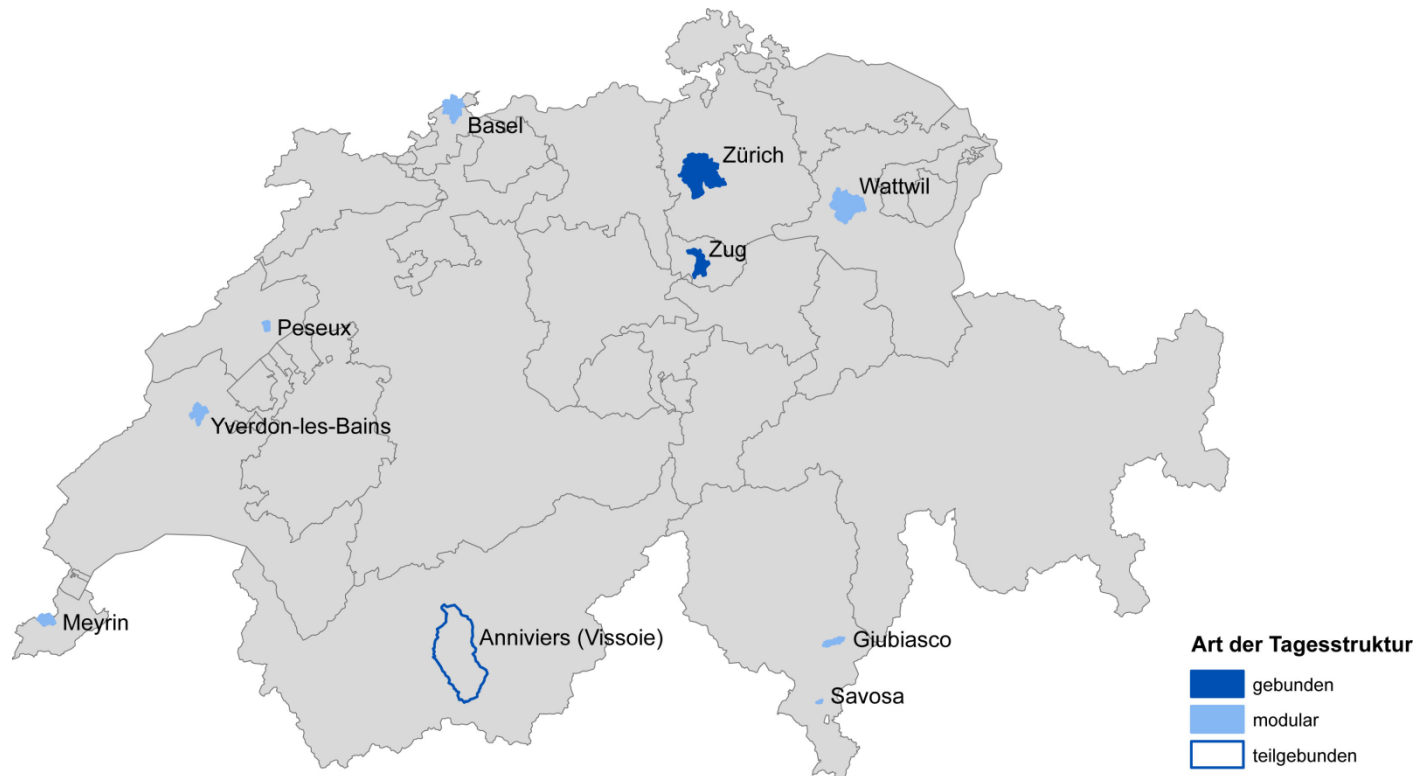 Basel
Zürich
Wattwil
Zug
Peseux
Yverdon-les-Bains
Meyrin
Anniviers (Vissoie)
Giubiasco
Savosa
Art der Tagesstruktur
gebunden
modular
teilgebunden